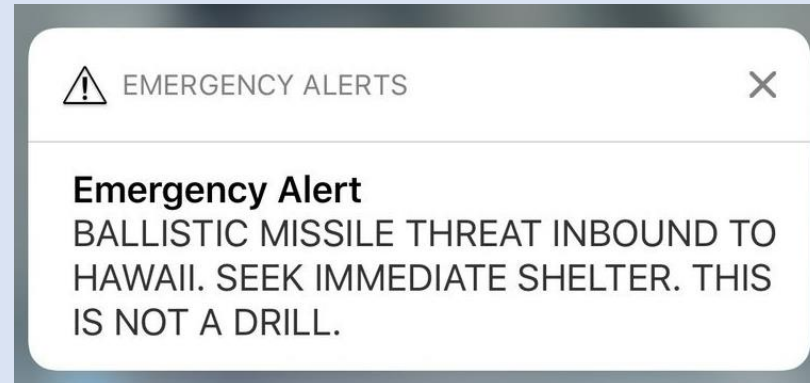 EMERGENCY ALERTS
Emergency Alert
BALLISTIC MISSILE THREAT INBOUND TO
HAWAII. SEEK IMMEDIATE SHELTER. THIS
IS NOT A DRILL.